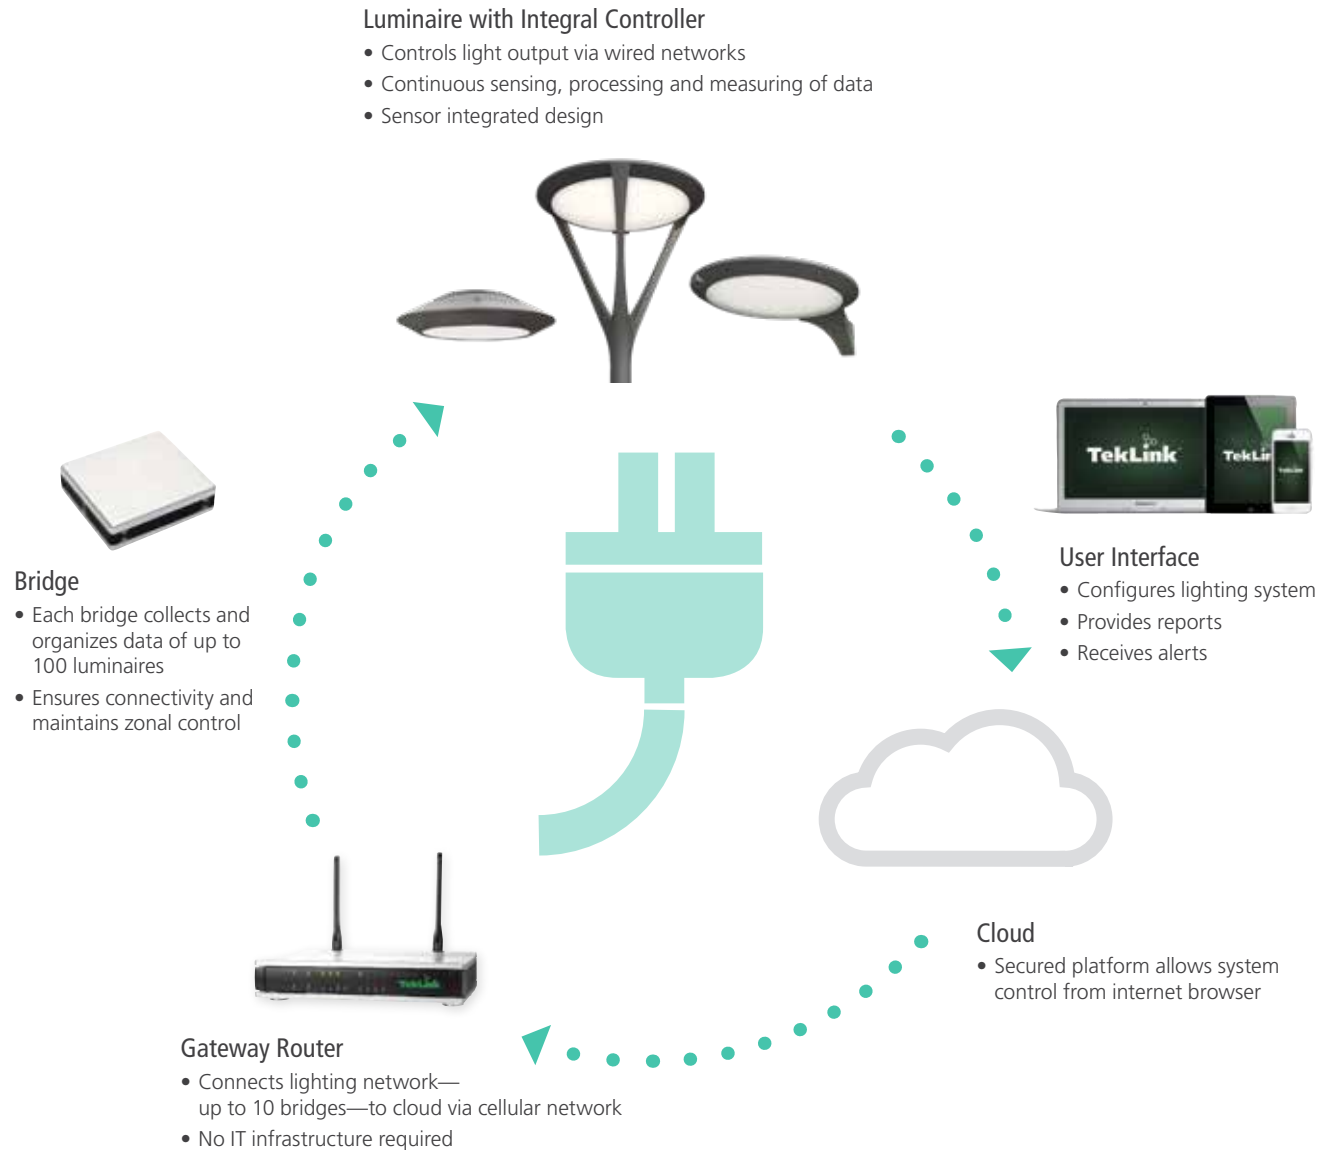 Luminaire with Integral Controller
• Controls light output via wired networks
• Continuous sensing, processing and measuring of data
• Sensor integrated design
TekLink
TekLin
TekLink
User Interface
• Configures lighting system
• Provides reports
• Receives alerts
Bridge
• Each bridge collects and
organizes data of up to
100 luminaires
• Ensures connectivity and
maintains zonal control
Cloud
• Secured platform allows system
control from internet browser
TekLink
Gateway Router
• Connects lighting network—
up to 10 bridges—to cloud via cellular network
• No IT infrastructure required